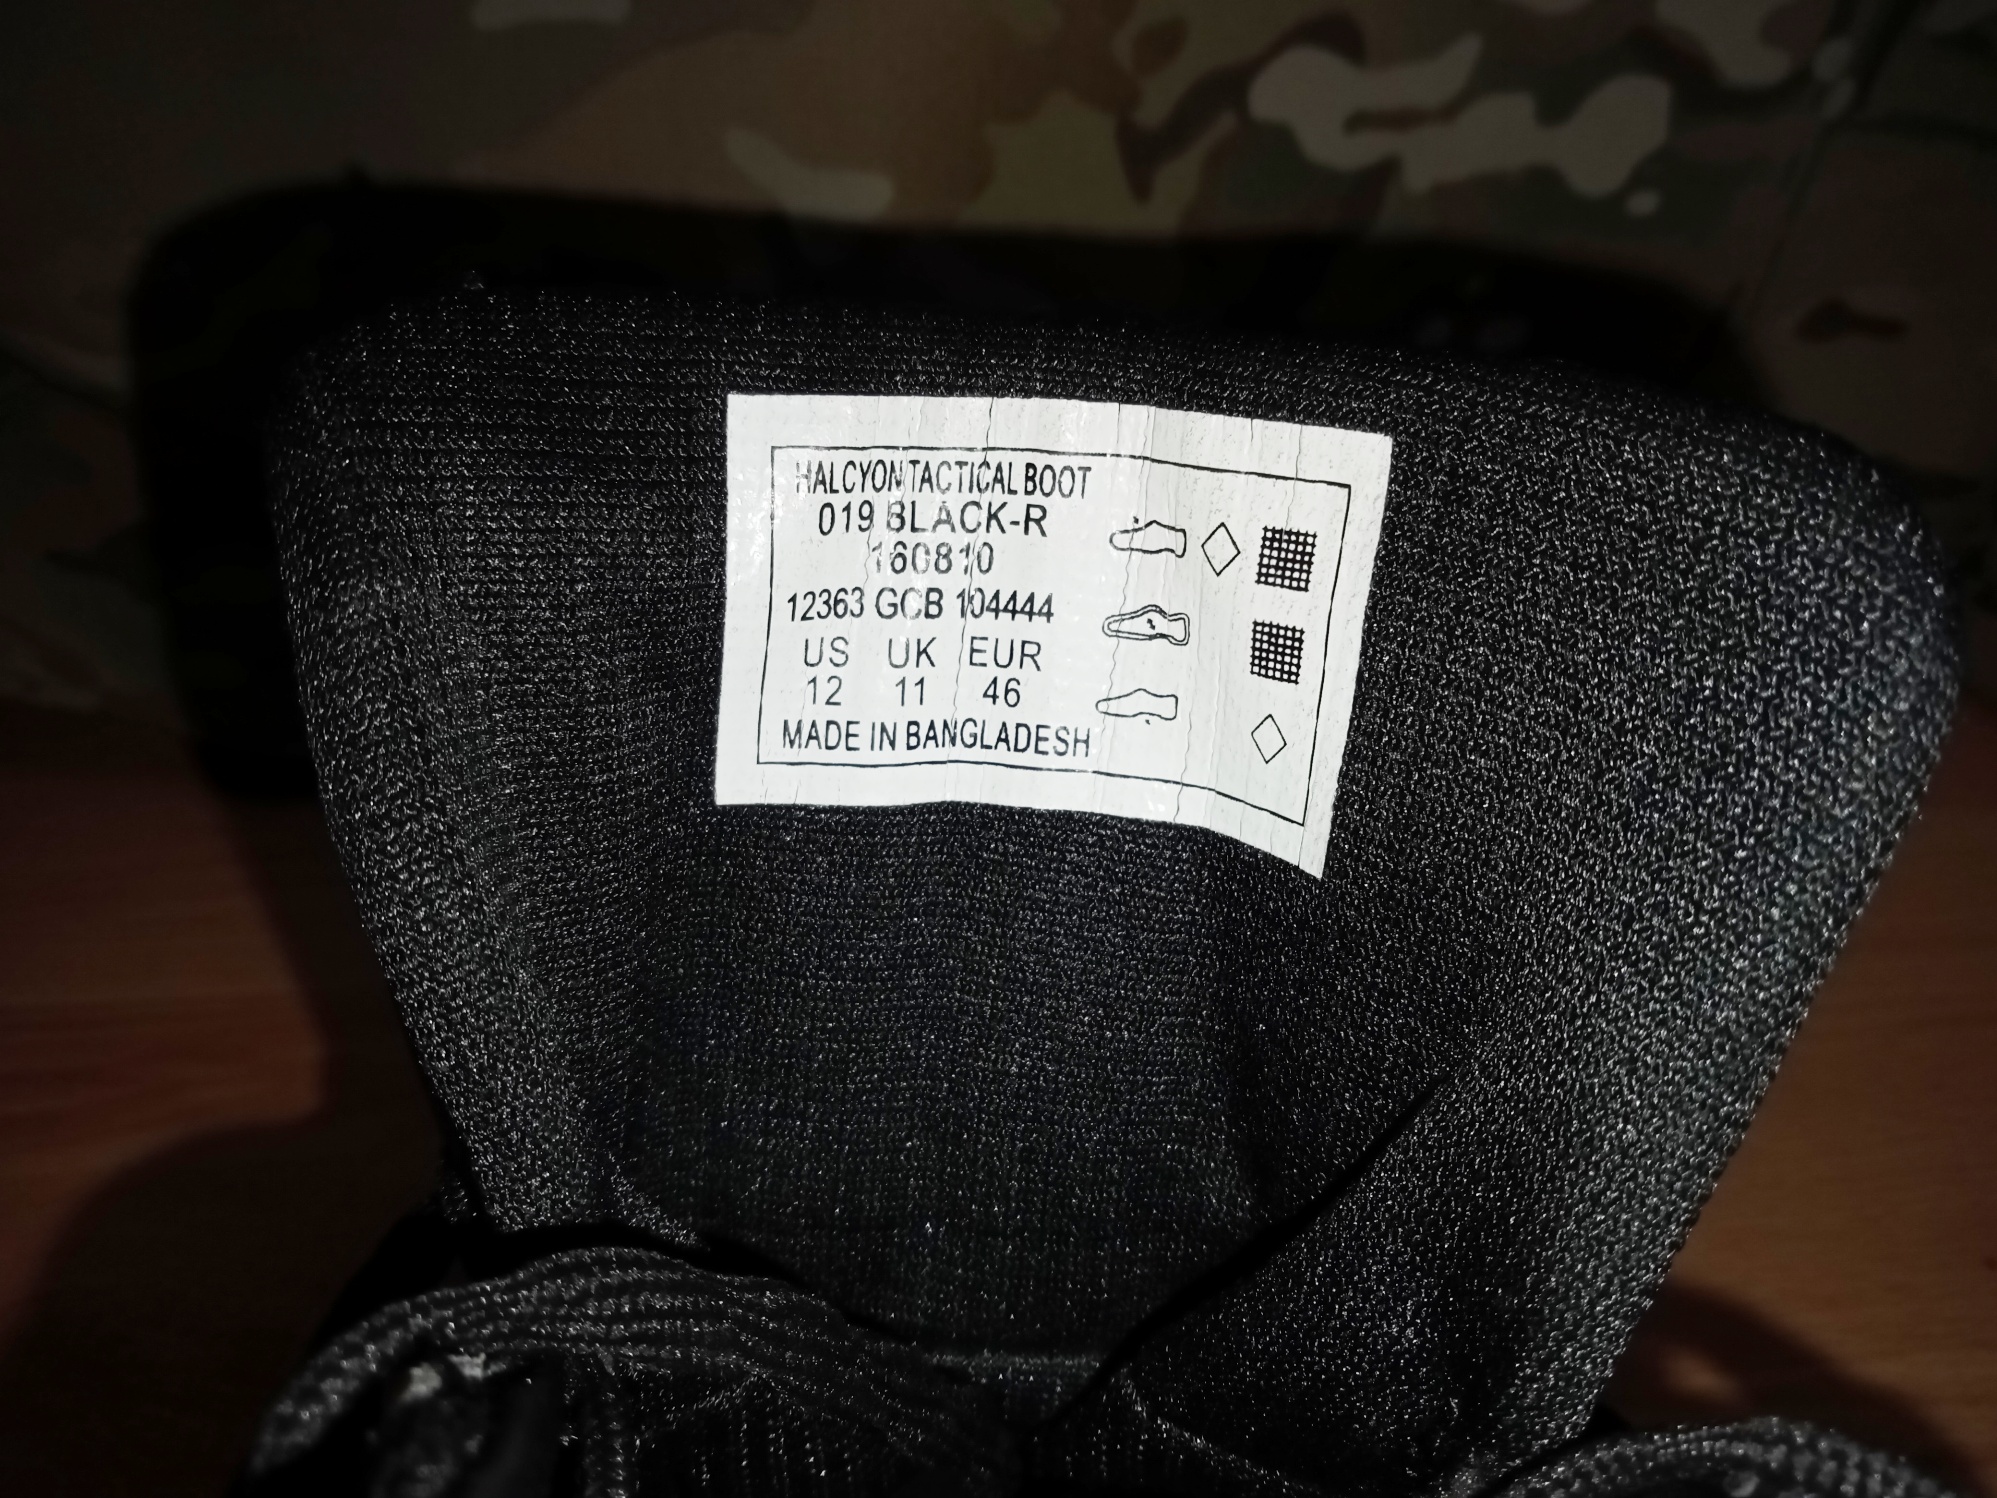 HALCYON TACTICAL BOOT
019 BLACK-R
160810
12363 GCB 104444
US UK EUR
12 11 46
MADE IN BANGLADESH